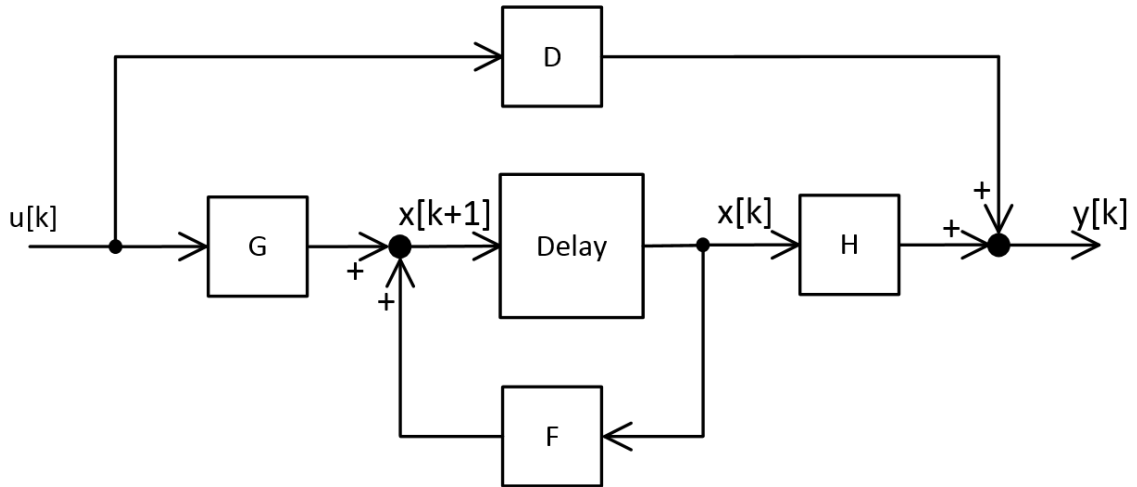 D
+
u[k]
G
x[k+1]
Delay
x[k]
H
+
y[k]
+
+
F